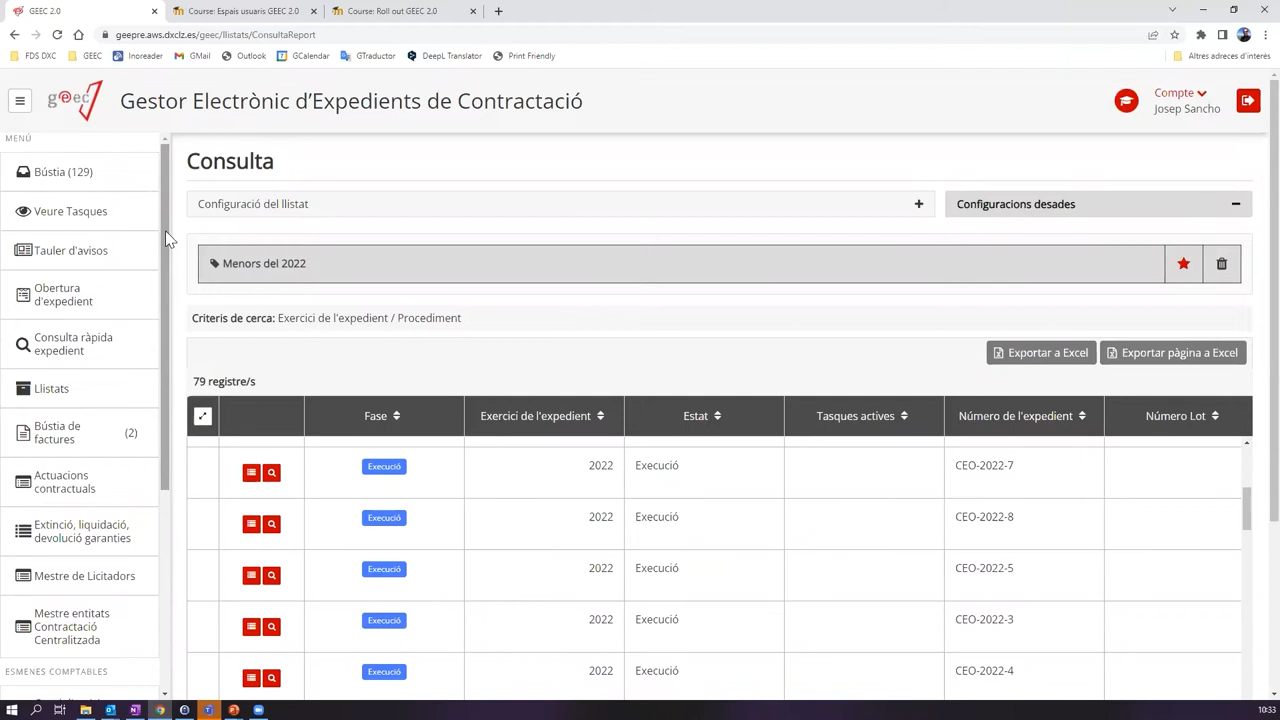 GEEC 2.0
Course: Espais usuaris GEEC 2.0
Course: Roll out GEEC 2.0
geepre.aws.dxclz.es/geec/llistats/ConsultaReport
FDS DXC
GEEC
Inoreader
GMail
Outlook
GCalendar
GTraductor
DeepL Translator
Print Friendly
Altres adreces d'interès
geec
Gestor Electrònic d'Expedients de Contractació
Compte
Josep Sancho
MENÚ
Bústia (129)
Veure Tasques
Tauler d'avisos
Obertura
d'expedient
Consulta ràpida
expedient
Llistats
Bústia de
factures
(2)
Actuacions
contractuals
Extinció, liquidació,
devolució garanties
Mestre de Licitadors
Mestre entitats
Contractació
Centralitzada
ESMENES COMPTABLES
Consulta
Configuració del llistat
Configuracions desades
Menors del 2022
Criteris de cerca: Exercici de l'expedient / Procediment
Exportar a Excel
Exportar pàgina a Excel
79 registre/s
Fase
Exercici de l'expedient
Estat
Tasques actives
Número de l'expedient
Número Lot
Execució 2022 Execució CEO-2022-7
Execució 2022 Execució CEO-2022-8
Execució 2022 Execució CEO-2022-5
Execució 2022 Execució CEO-2022-3
Execució 2022 Execució CEO-2022-4
10:33